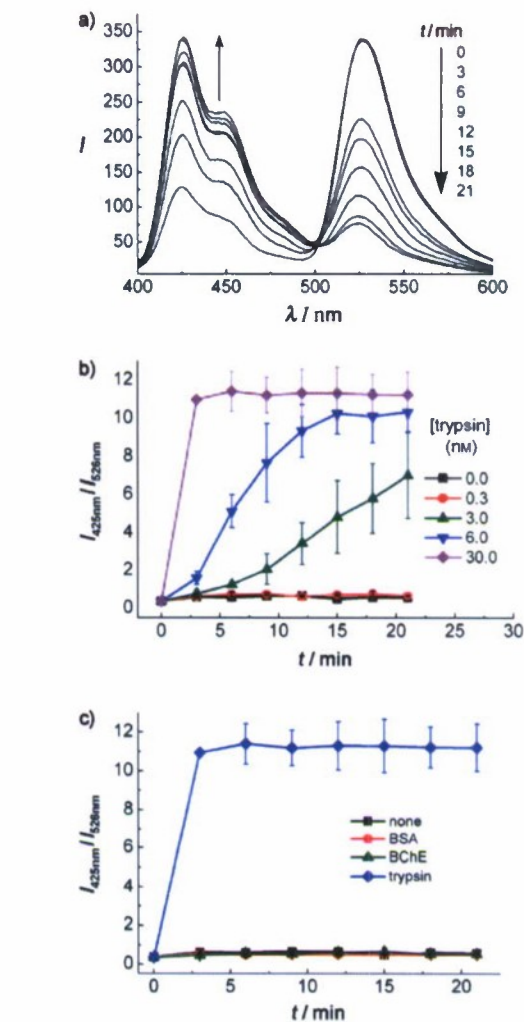 a)
350
300
250
200
150
100
50
I
400 450 500 550 600
λ / nm
t/min
0
3
6
9
12
15
18
21
b)
12
10
8
6
4
2
0
I425nm / I526nm
0 5 10 15 20 25 30
t / min
[trypsin]
(nM)
0.0
0.3
3.0
6.0
30.0
c)
12
10
8
6
4
2
0
I425nm / I526nm
0 5 10 15 20
t / min
none
BSA
BChE
trypsin